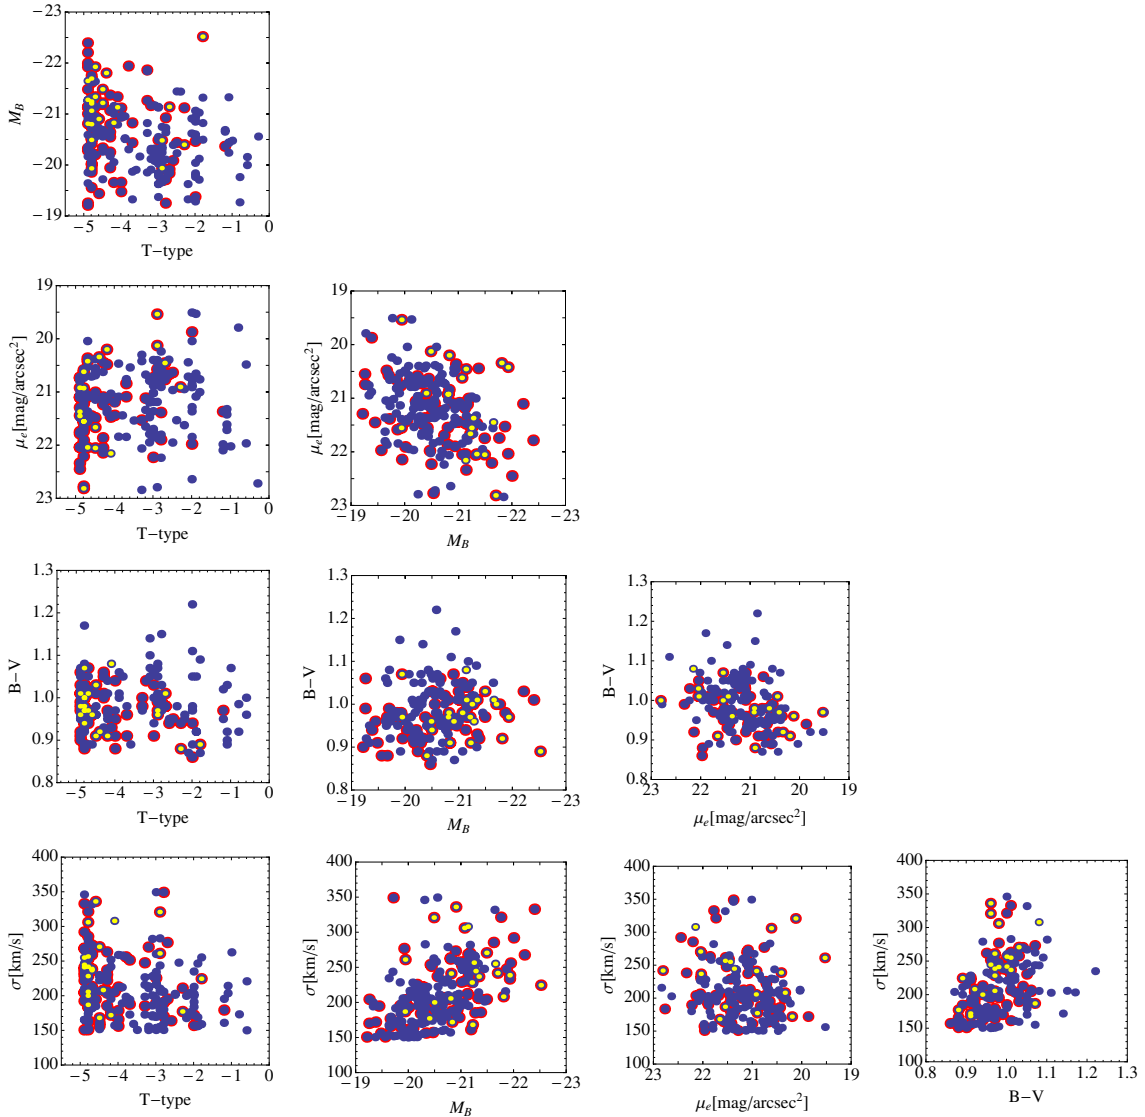 −23
−22
−21
−20
−19
M_B
−5 −4 −3 −2 −1 0
T−type
19
20
21
22
23
μ_e[mag/arcsec²]
−5 −4 −3 −2 −1 0
T−type
19
20
21
22
23
μ_e[mag/arcsec²]
−19 −20 −21 −22 −23
M_B
1.3
1.2
1.1
1.0
0.9
0.8
B−V
−5 −4 −3 −2 −1 0
T−type
1.3
1.2
1.1
1.0
0.9
0.8
B−V
−19 −20 −21 −22 −23
M_B
1.3
1.2
1.1
1.0
0.9
0.8
B−V
23 22 21 20 19
μ_e[mag/arcsec²]
400
350
300
250
200
150
100
σ[km/s]
−5 −4 −3 −2 −1 0
T−type
400
350
300
250
200
150
100
σ[km/s]
−19 −20 −21 −22 −23
M_B
400
350
300
250
200
150
100
σ[km/s]
23 22 21 20 19
μ_e[mag/arcsec²]
400
350
300
250
200
150
100
σ[km/s]
0.8 0.9 1.0 1.1 1.2 1.3
B−V